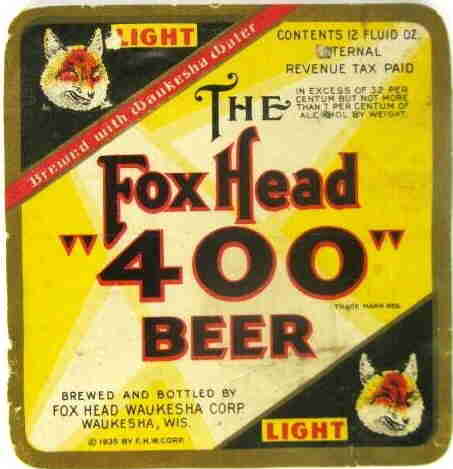 LIGHT
CONTENTS 12 FLUID OZ.
INTERNAL
REVENUE TAX PAID
Brewed with Waukesha Water
IN EXCESS OF 3.2 PER
CENTUM BUT NOT MORE
THAN 7 PER CENTUM OF
ALCOHOL BY WEIGHT.
THE
Fox Head
"400"
TRADE MARK REG.
BEER
BREWED AND BOTTLED BY
FOX HEAD WAUKESHA CORP.
WAUKESHA, WIS.
© 1935 BY F.H.W. CORP.
LIGHT